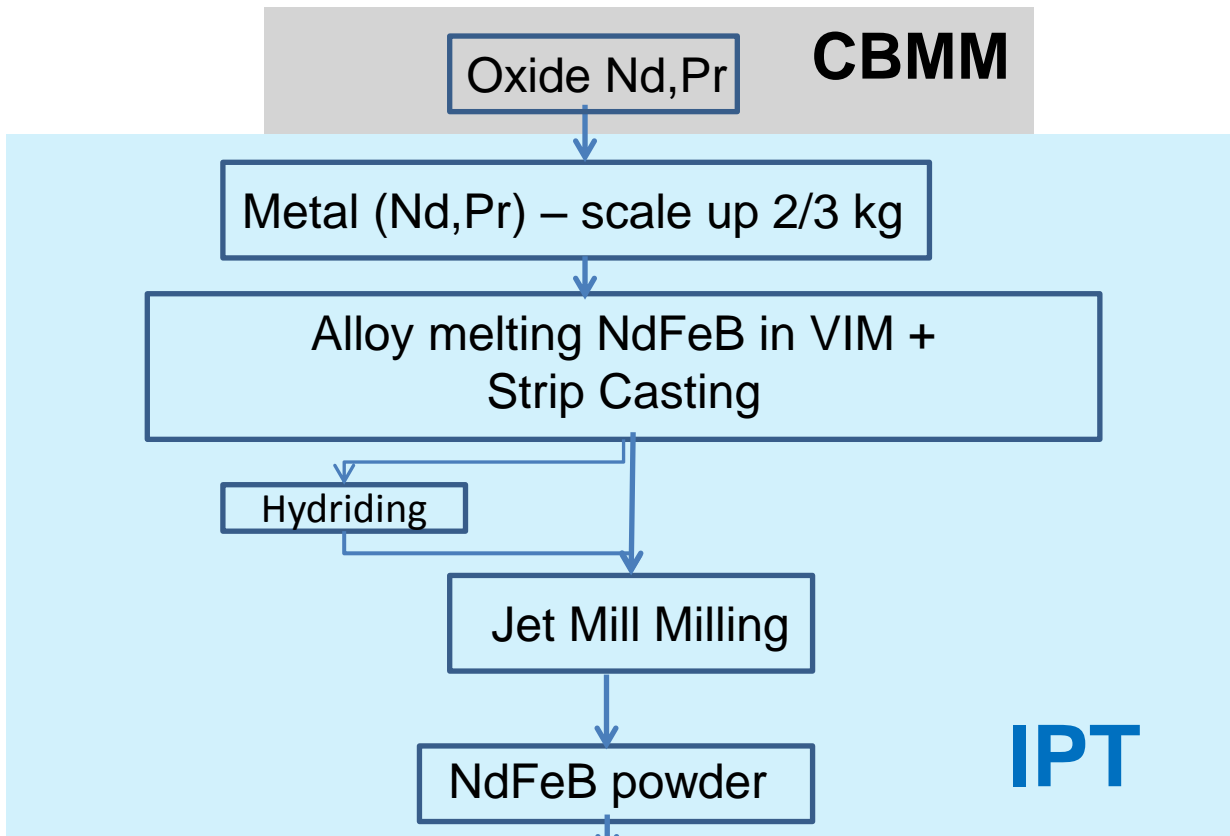 CBMM
Oxide Nd,Pr
Metal (Nd,Pr) – scale up 2/3 kg
Alloy melting NdFeB in VIM +
Strip Casting
Hydriding
Jet Mill Milling
IPT
NdFeB powder